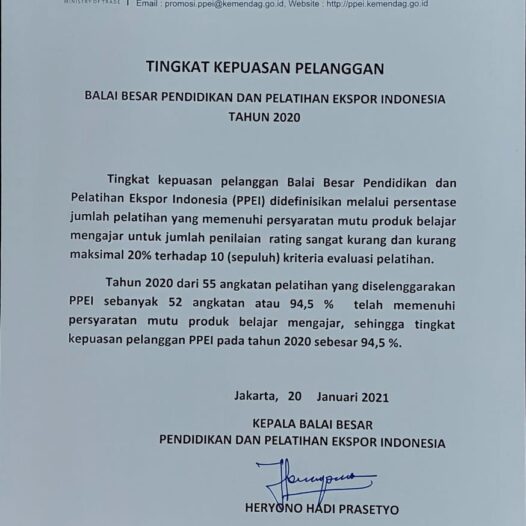 MINISTRY OF TRADE
Email : promosi.ppei@kemendag.go.id, Website : http://ppei.kemendag.go.id
TINGKAT KEPUASAN PELANGGAN
BALAI BESAR PENDIDIKAN DAN PELATIHAN EKSPOR INDONESIA
TAHUN 2020
Tingkat kepuasan pelanggan Balai Besar Pendidikan dan
Pelatihan Ekspor Indonesia (PPEI) didefinisikan melalui persentase
jumlah pelatihan yang memenuhi persyaratan mutu produk belajar
mengajar untuk jumlah penilaian rating sangat kurang dan kurang
maksimal 20% terhadap 10 (sepuluh) kriteria evaluasi pelatihan.
Tahun 2020 dari 55 angkatan pelatihan yang diselenggarakan
PPEI sebanyak 52 angkatan atau 94,5 % telah memenuhi
persyaratan mutu produk belajar mengajar, sehingga tingkat
kepuasan pelanggan PPEI pada tahun 2020 sebesar 94,5 %.
Jakarta, 20 Januari 2021
KEPALA BALAI BESAR
PENDIDIKAN DAN PELATIHAN EKSPOR INDONESIA
HERYONO HADI PRASETYO